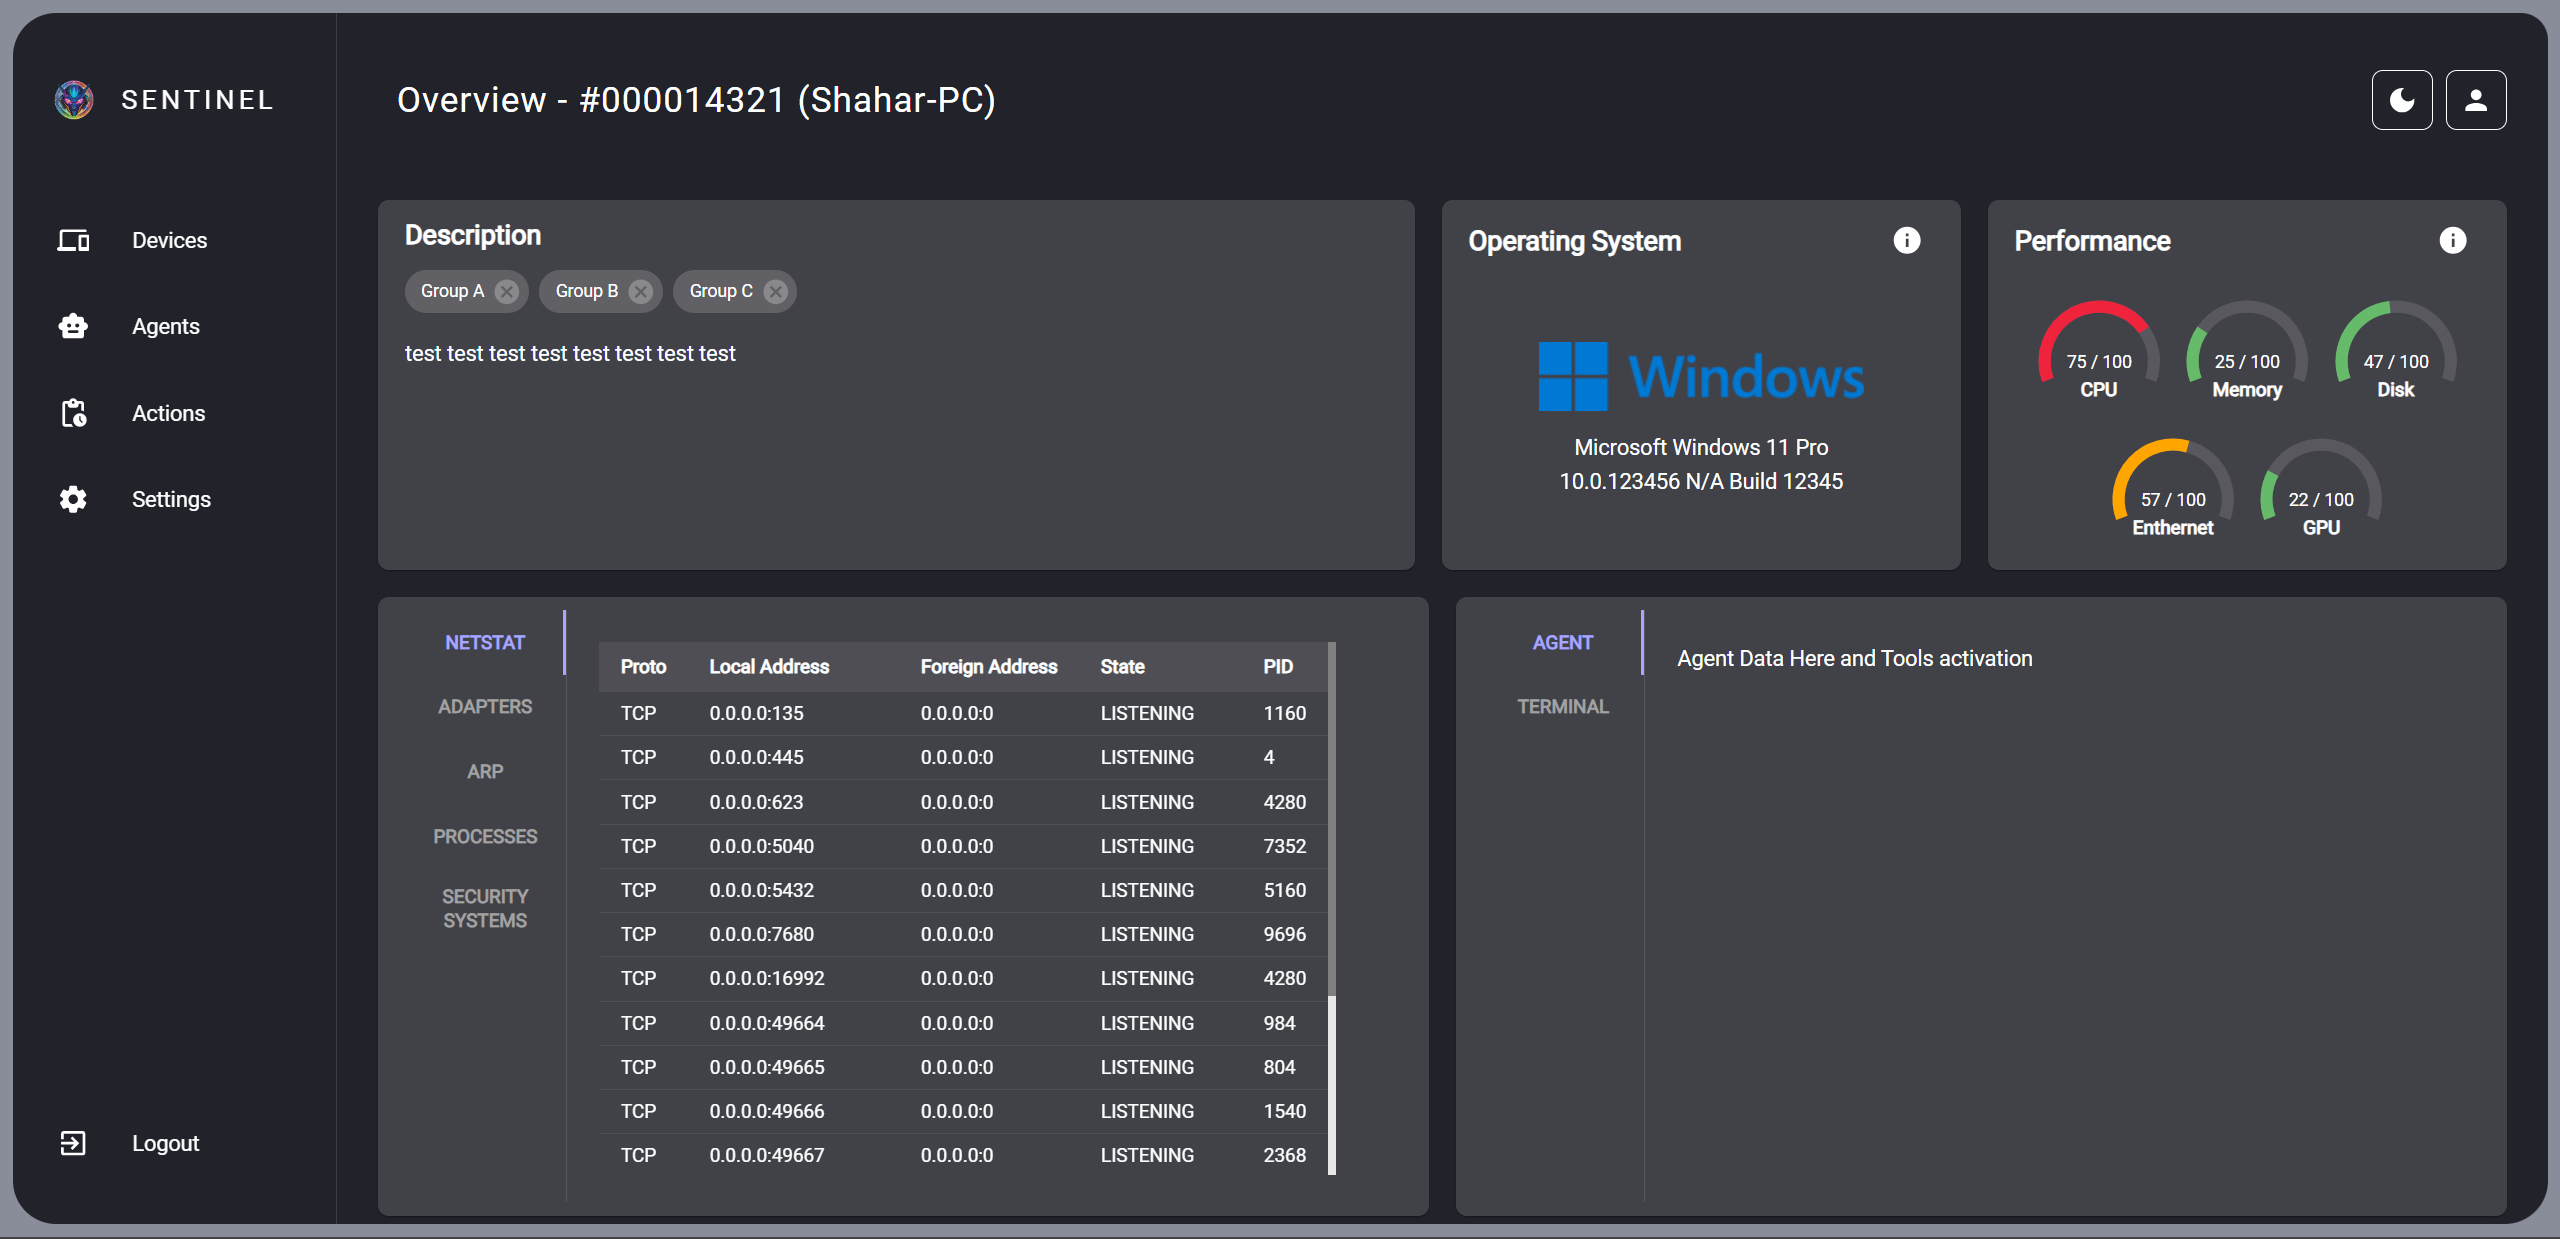 SENTINEL
Overview - #000014321 (Shahar-PC)
Devices
Agents
Actions
Settings
Logout
Description
Group A Group B Group C
test test test test test test test test
Operating System
Windows
Microsoft Windows 11 Pro
10.0.123456 N/A Build 12345
Performance
75 / 100 25 / 100 47 / 100
CPU Memory Disk
57 / 100 22 / 100
Enthernet GPU
NETSTAT
ADAPTERS
ARP
PROCESSES
SECURITY
SYSTEMS
Proto Local Address Foreign Address State PID
TCP 0.0.0.0:135 0.0.0.0:0 LISTENING 1160
TCP 0.0.0.0:445 0.0.0.0:0 LISTENING 4
TCP 0.0.0.0:623 0.0.0.0:0 LISTENING 4280
TCP 0.0.0.0:5040 0.0.0.0:0 LISTENING 7352
TCP 0.0.0.0:5432 0.0.0.0:0 LISTENING 5160
TCP 0.0.0.0:7680 0.0.0.0:0 LISTENING 9696
TCP 0.0.0.0:16992 0.0.0.0:0 LISTENING 4280
TCP 0.0.0.0:49664 0.0.0.0:0 LISTENING 984
TCP 0.0.0.0:49665 0.0.0.0:0 LISTENING 804
TCP 0.0.0.0:49666 0.0.0.0:0 LISTENING 1540
TCP 0.0.0.0:49667 0.0.0.0:0 LISTENING 2368
AGENT
TERMINAL
Agent Data Here and Tools activation